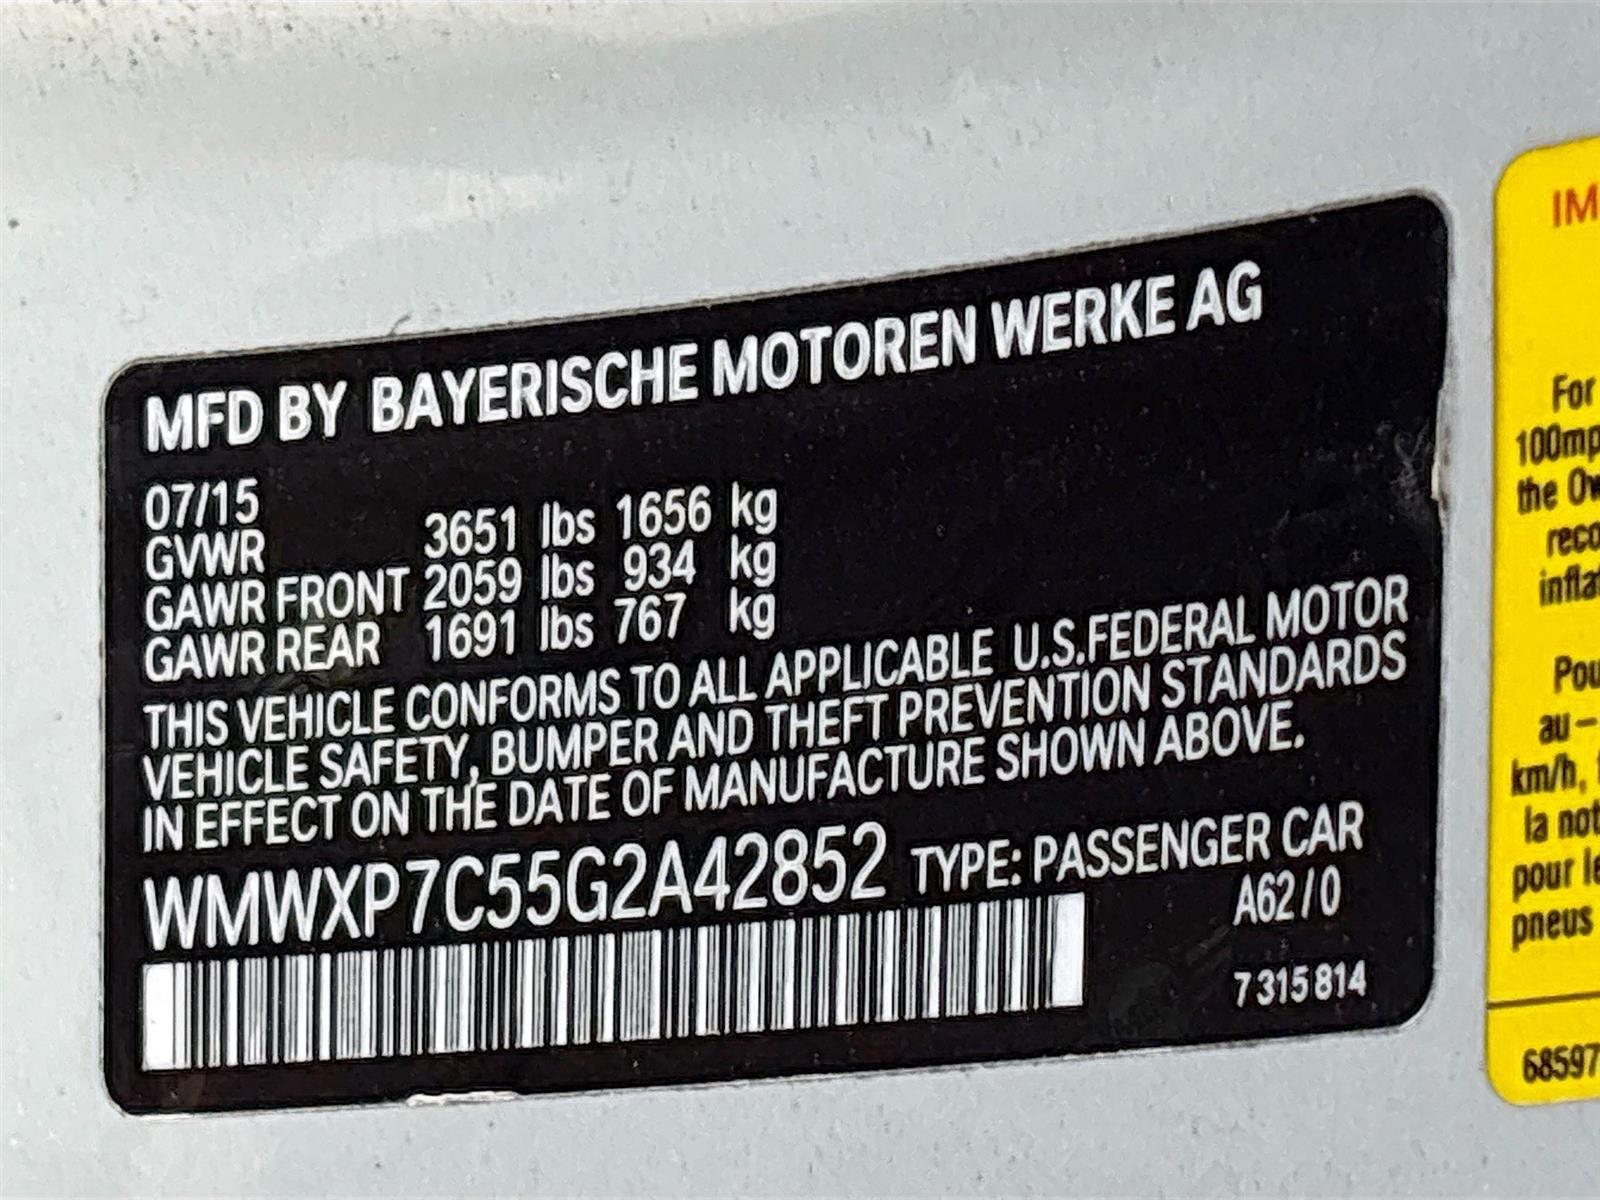 MFD BY BAYERISCHE MOTOREN WERKE AG
07/15
GVWR 3651 lbs 1656 kg
GAWR FRONT 2059 lbs 934 kg
GAWR REAR 1691 lbs 767 kg
THIS VEHICLE CONFORMS TO ALL APPLICABLE U.S.FEDERAL MOTOR
VEHICLE SAFETY, BUMPER AND THEFT PREVENTION STANDARDS
IN EFFECT ON THE DATE OF MANUFACTURE SHOWN ABOVE.
WMWXP7C55G2A42852 TYPE: PASSENGER CAR
A62/0
7 315 814
IM
For
100mp
the Ow
reco
infla
Pou
au-
km/h,
la not
pour le
pneus
68597